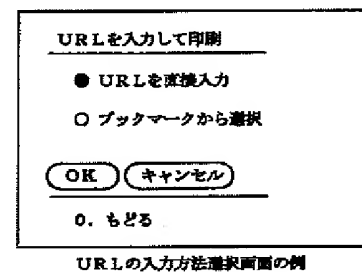 URLを入力して印刷
● URLを直接入力
○ ブックマークから選択
OK キャンセル
0. もどる
URLの入力方法選択画面の例